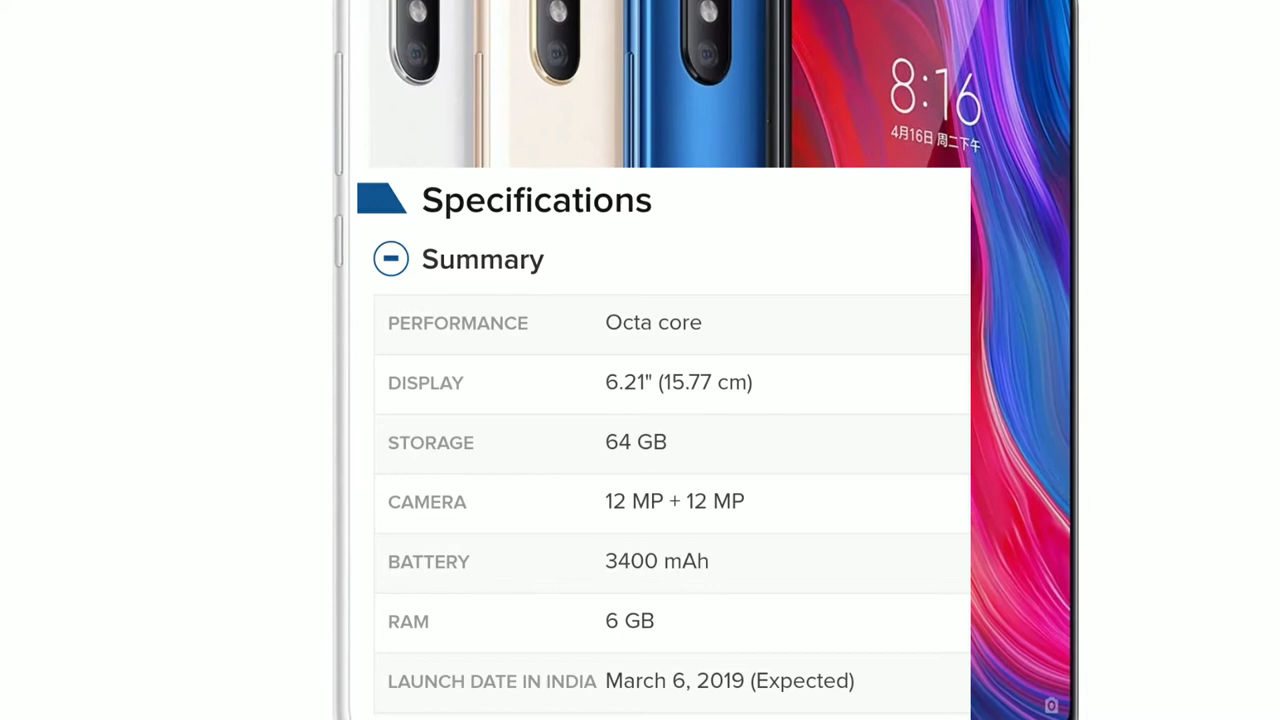 8:16
4月16日 周二下午
Specifications
Summary
PERFORMANCE Octa core
DISPLAY 6.21" (15.77 cm)
STORAGE 64 GB
CAMERA 12 MP + 12 MP
BATTERY 3400 mAh
RAM 6 GB
LAUNCH DATE IN INDIA March 6, 2019 (Expected)